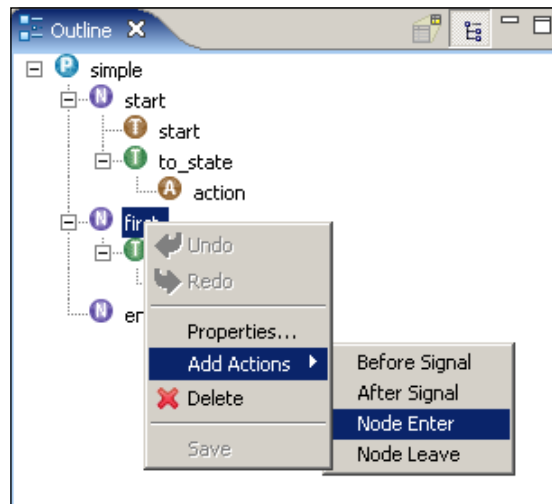 Outline
P simple
N start
T start
T to_state
A action
N first
T
N er
Undo
Redo
Properties...
Add Actions
Delete
Save
Before Signal
After Signal
Node Enter
Node Leave